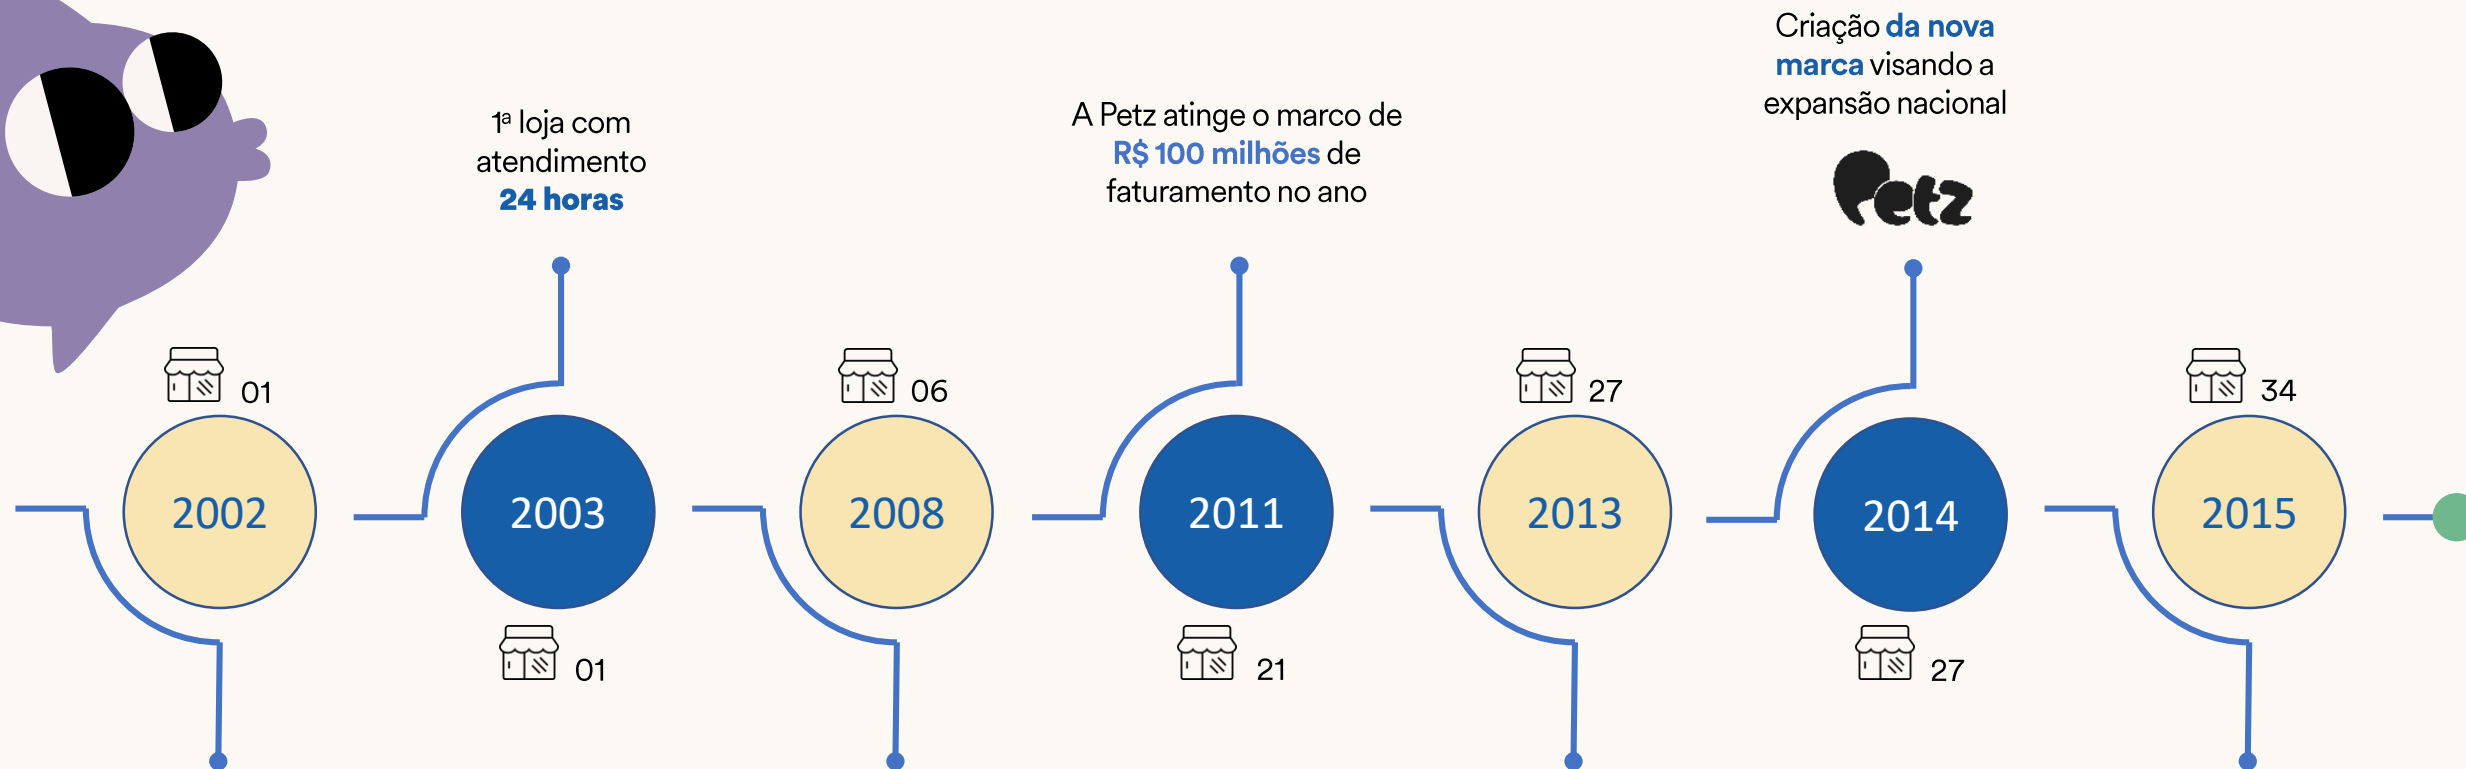 Criação da nova
marca visando a
expansão nacional
Petz
1ª loja com
atendimento
24 horas
A Petz atinge o marco de
R$ 100 milhões de
faturamento no ano
01
06
27
34
2002
2003
2008
2011
2013
2014
2015
01
21
27